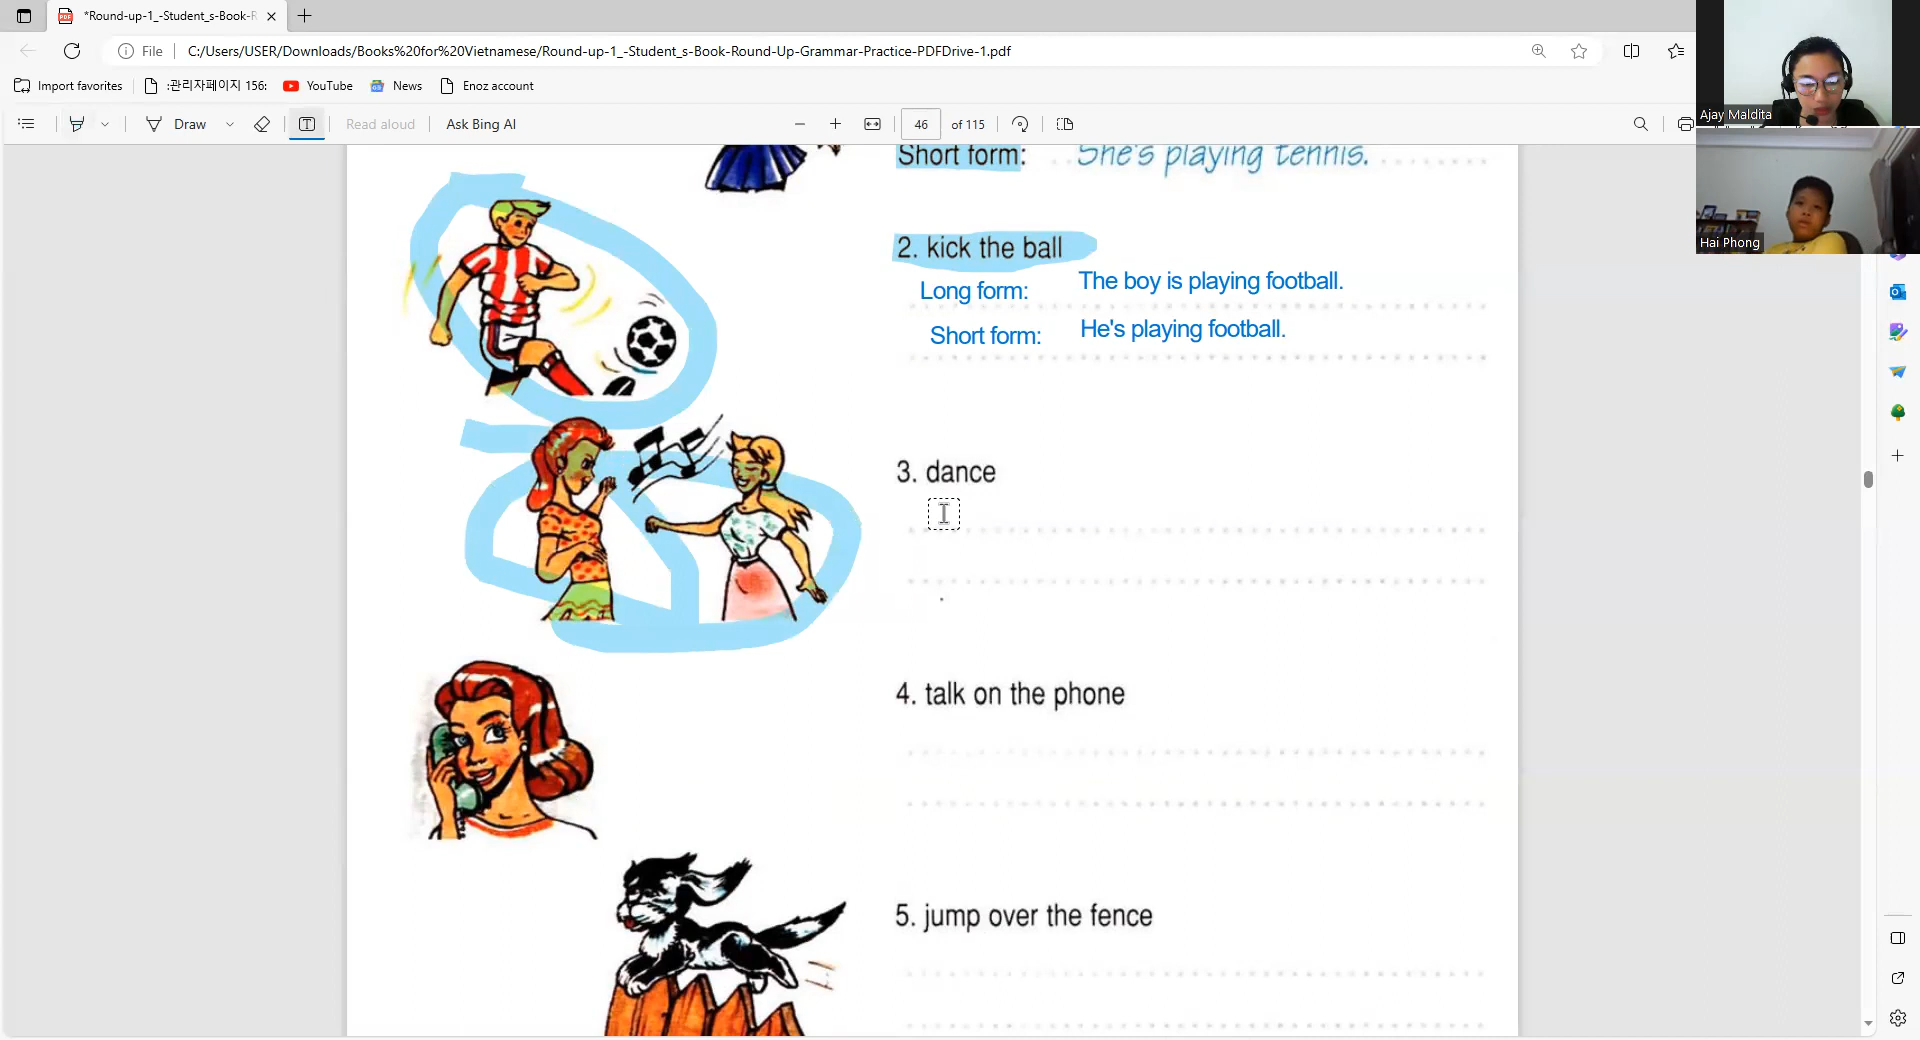 *Round-up-1_-Student_s-Book-R
File
C:/Users/USER/Downloads/Books%20for%20Vietnamese/Round-up-1_-Student_s-Book-Round-Up-Grammar-Practice-PDFDrive-1.pdf
Import favorites
:관리자페이지 156:
YouTube
News
Enoz account
Draw
Read aloud
Ask Bing AI
46
of 115
Ajay Maldita
Hai Phong
Short form:
She's playing tennis.
2. kick the ball
Long form:
The boy is playing football.
Short form:
He's playing football.
3. dance
4. talk on the phone
5. jump over the fence